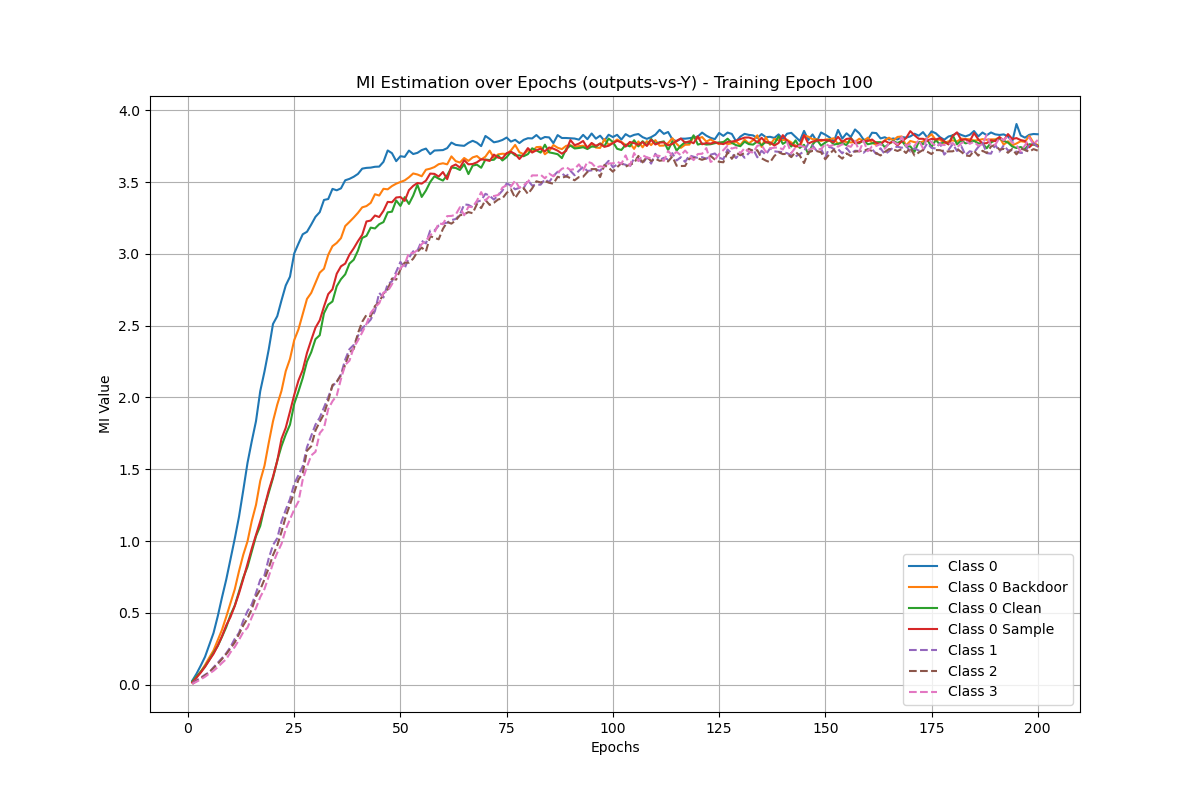 MI Estimation over Epochs (outputs-vs-Y) - Training Epoch 100
4.0
3.5
3.0
2.5
2.0
1.5
1.0
0.5
0.0
MI Value
0 25 50 75 100 125 150 175 200
Epochs
Class 0
Class 0 Backdoor
Class 0 Clean
Class 0 Sample
Class 1
Class 2
Class 3